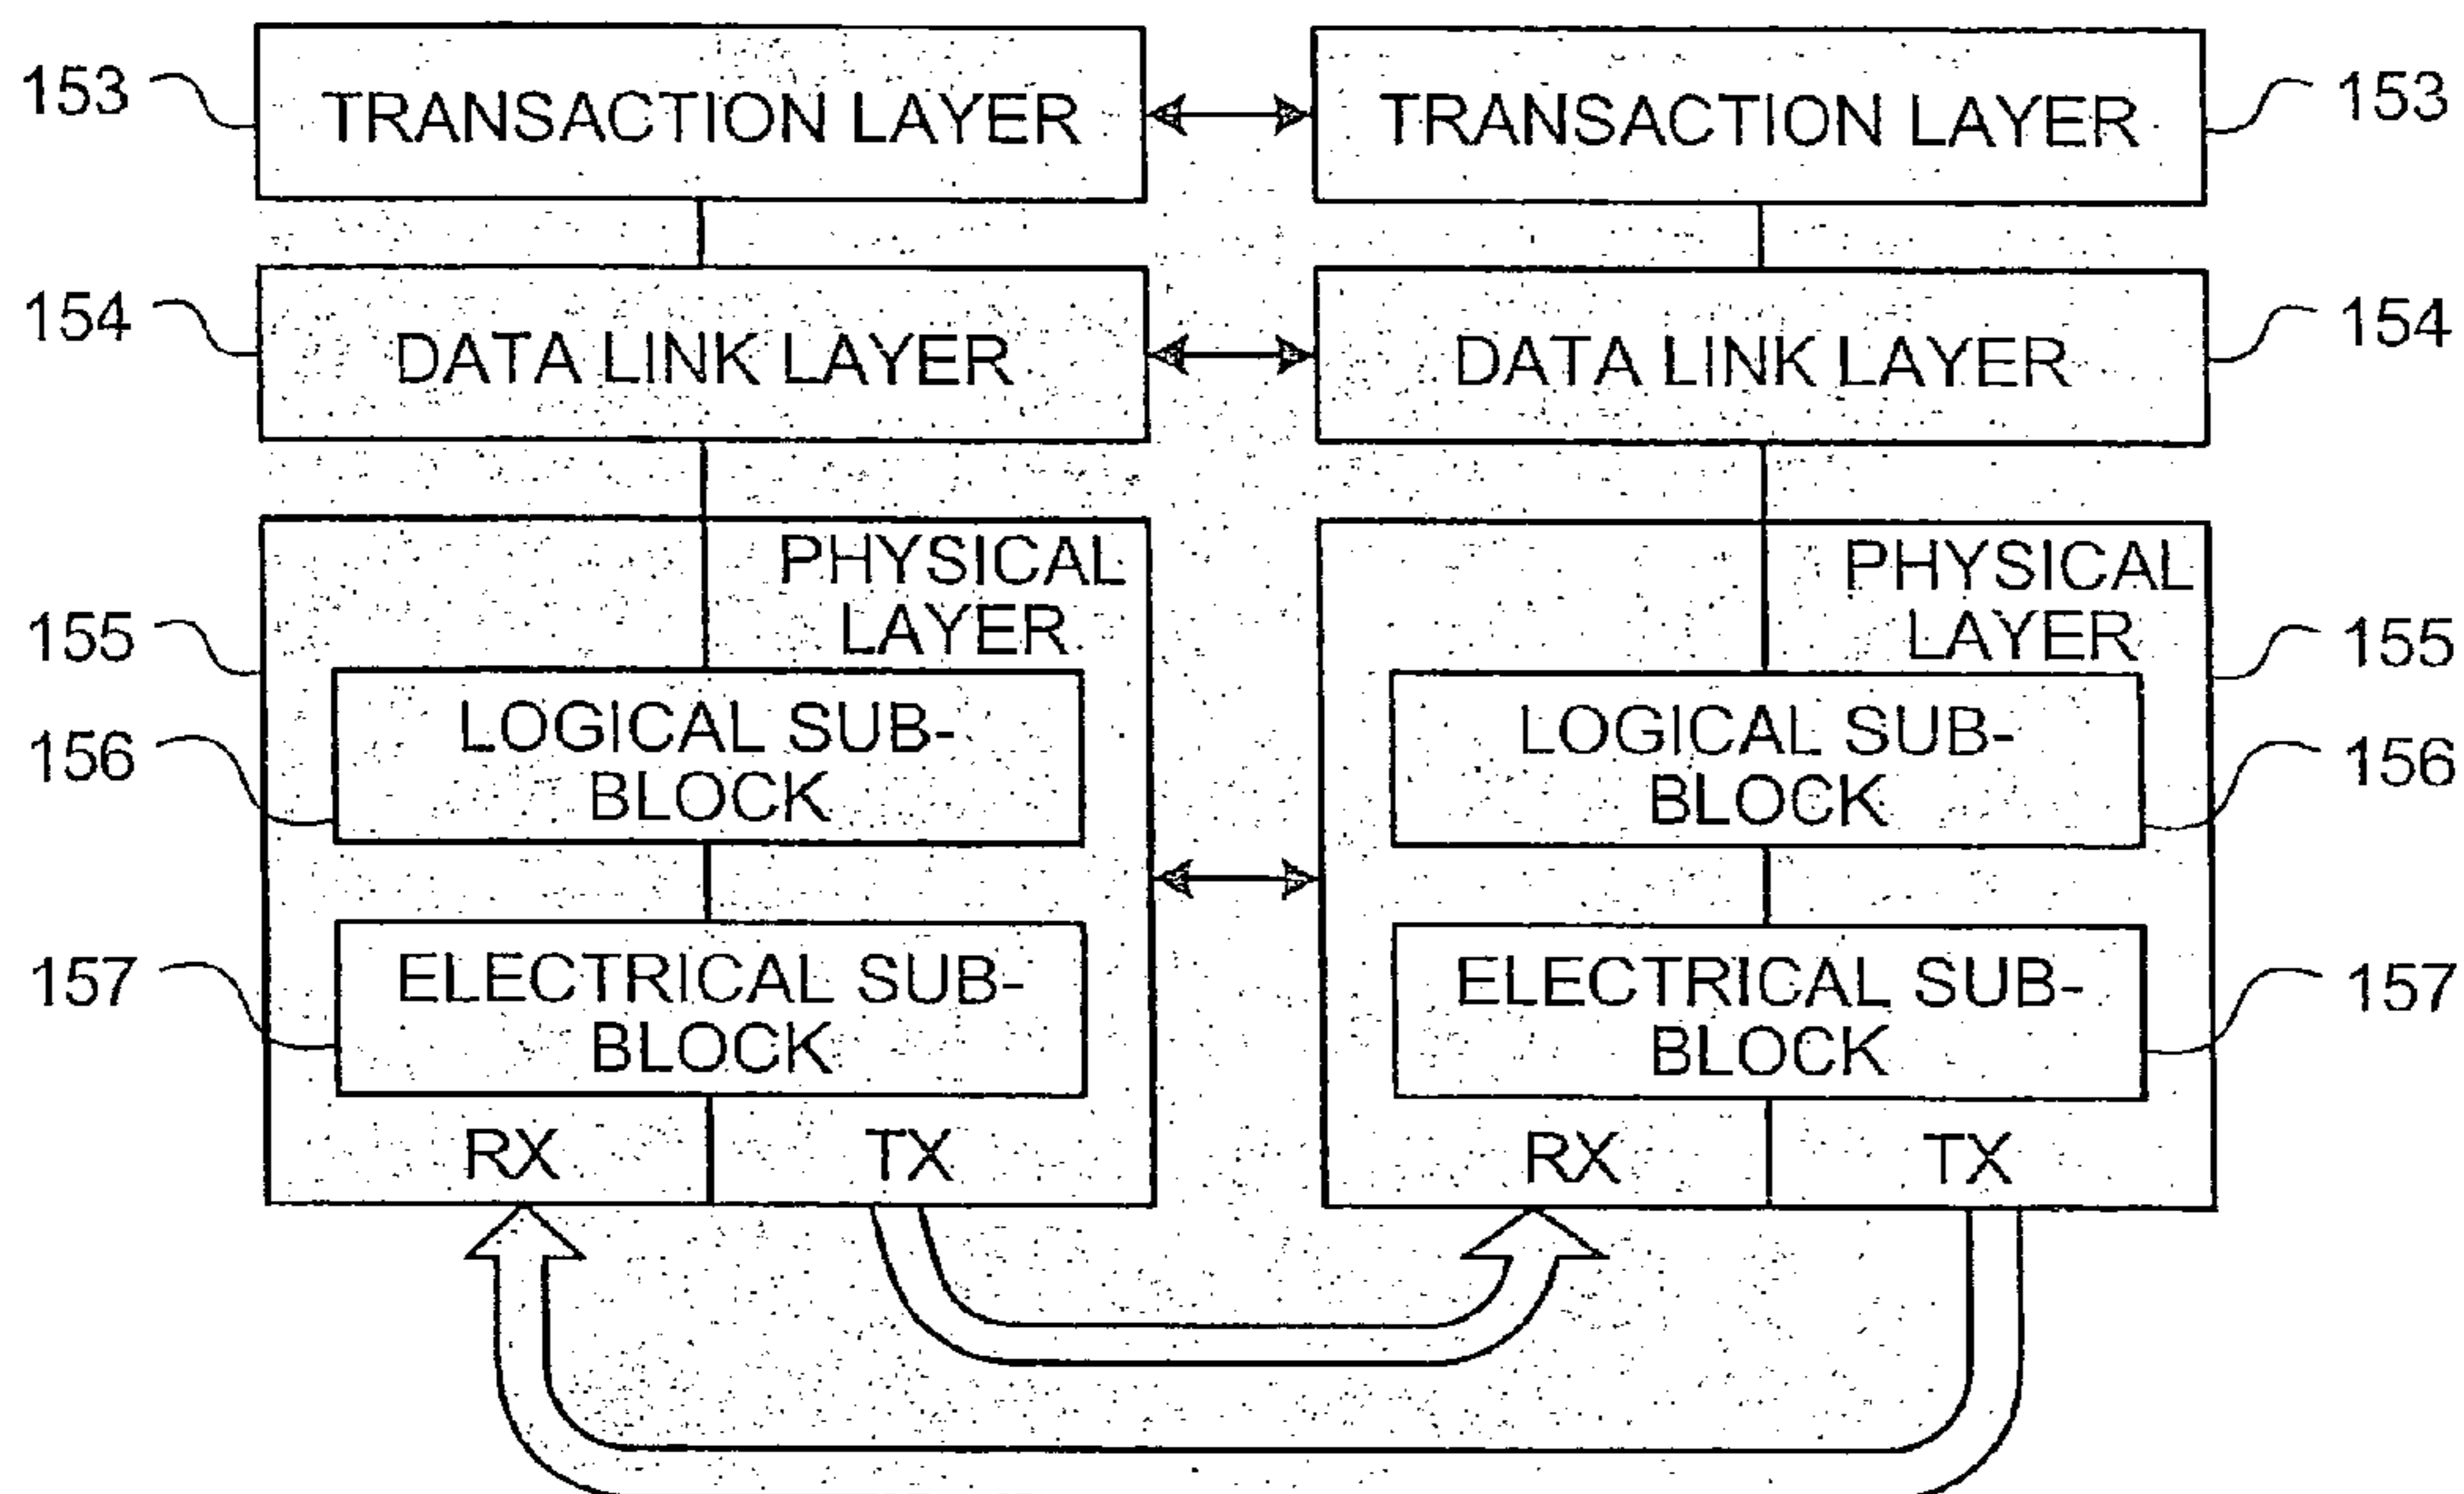 153
TRANSACTION LAYER
TRANSACTION LAYER
153
154
DATA LINK LAYER
DATA LINK LAYER
154
PHYSICAL
LAYER
PHYSICAL
LAYER
155
155
LOGICAL SUB-
BLOCK
LOGICAL SUB-
BLOCK
156
156
ELECTRICAL SUB-
BLOCK
ELECTRICAL SUB-
BLOCK
157
157
RX
TX
RX
TX